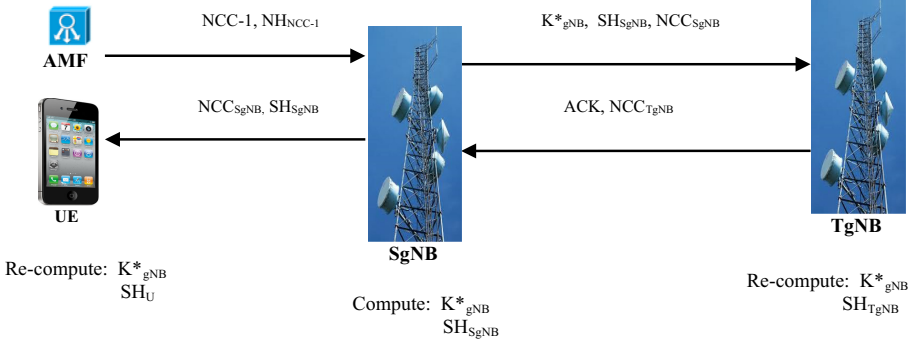 NCC-1, NHNCC-1
K*gNB, SHSgNB, NCCSgNB
AMF
NCCSgNB, SHSgNB
ACK, NCCTgNB
UE
SgNB
TgNB
Re-compute: K*gNB
SHU
Compute: K*gNB
SHSgNB
Re-compute: K*gNB
SHTgNB